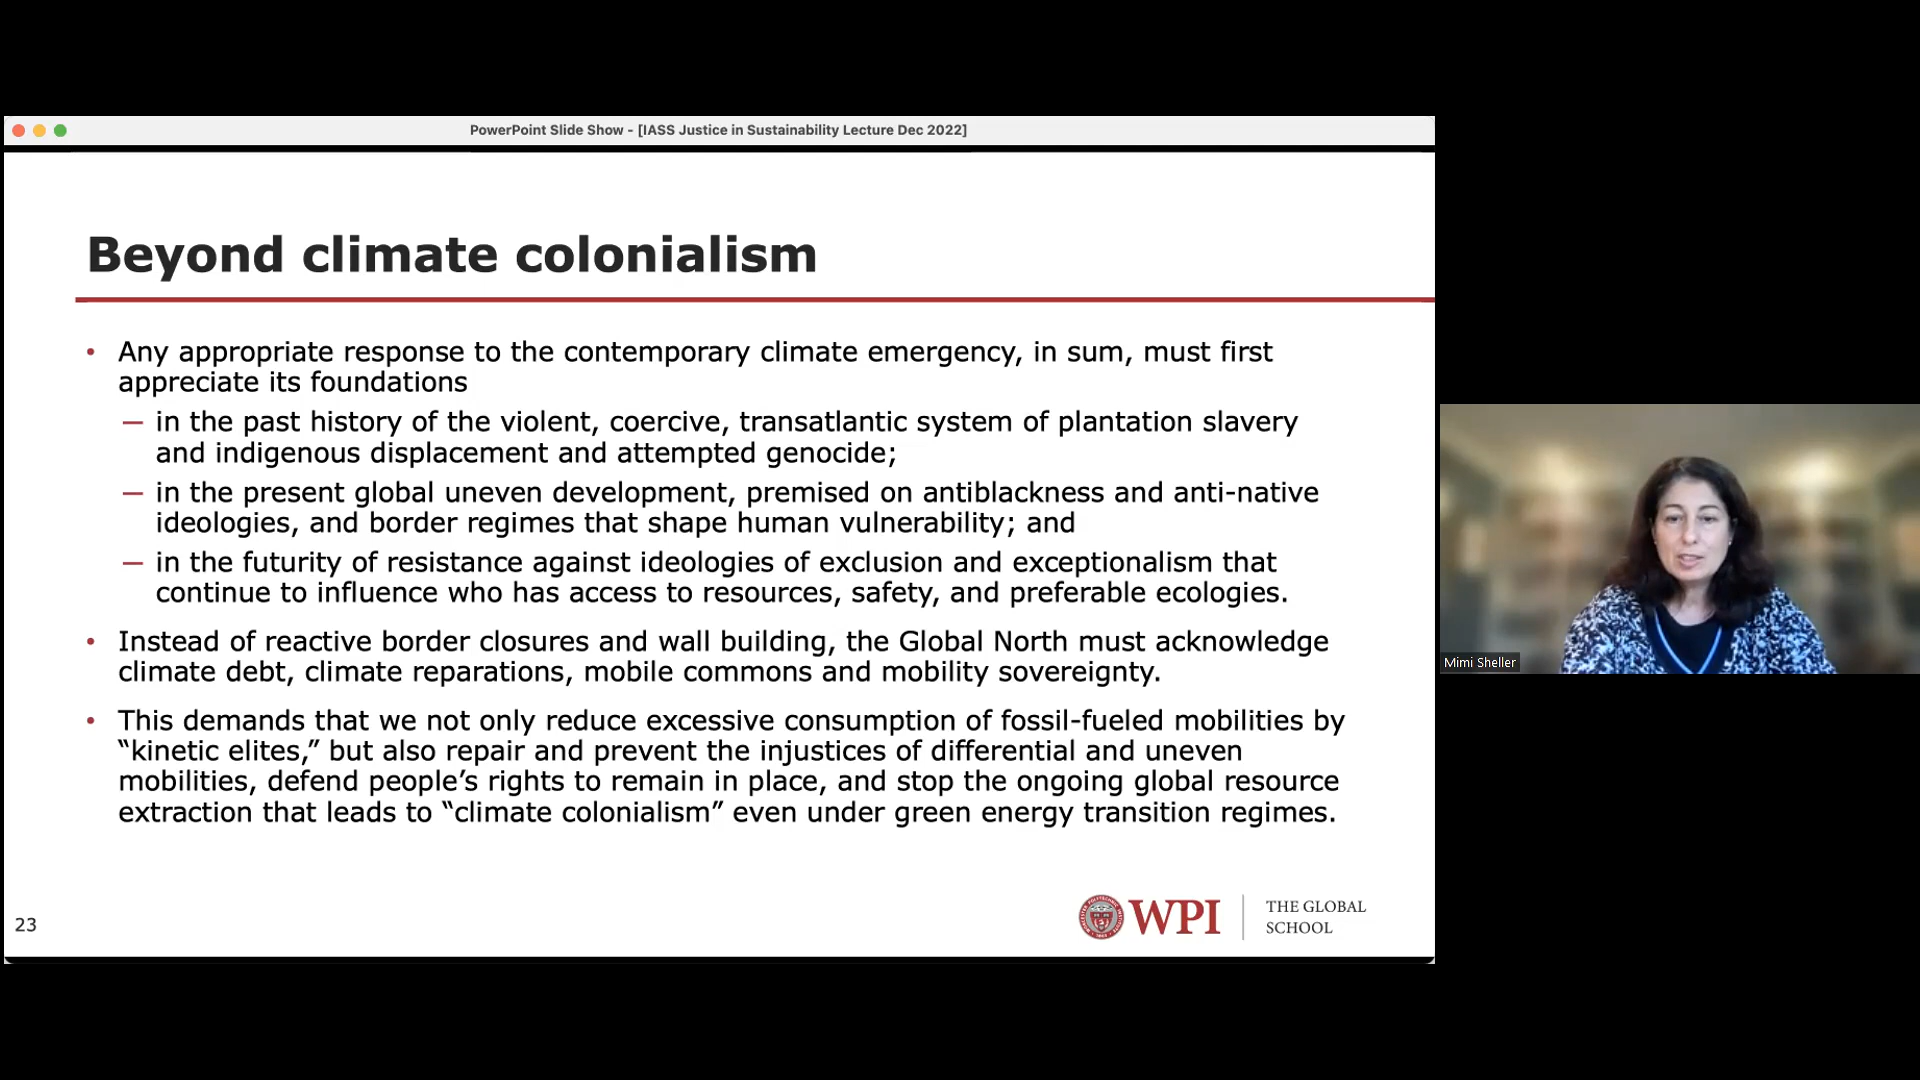 PowerPoint Slide Show - [IASS Justice in Sustainability Lecture Dec 2022]
Beyond climate colonialism
• Any appropriate response to the contemporary climate emergency, in sum, must first
appreciate its foundations
— in the past history of the violent, coercive, transatlantic system of plantation slavery
and indigenous displacement and attempted genocide;
— in the present global uneven development, premised on antiblackness and anti-native
ideologies, and border regimes that shape human vulnerability; and
— in the futurity of resistance against ideologies of exclusion and exceptionalism that
continue to influence who has access to resources, safety, and preferable ecologies.
• Instead of reactive border closures and wall building, the Global North must acknowledge
climate debt, climate reparations, mobile commons and mobility sovereignty.
• This demands that we not only reduce excessive consumption of fossil-fueled mobilities by
“kinetic elites,” but also repair and prevent the injustices of differential and uneven
mobilities, defend people’s rights to remain in place, and stop the ongoing global resource
extraction that leads to “climate colonialism” even under green energy transition regimes.
23
WPI
THE GLOBAL
SCHOOL
Mimi Sheller